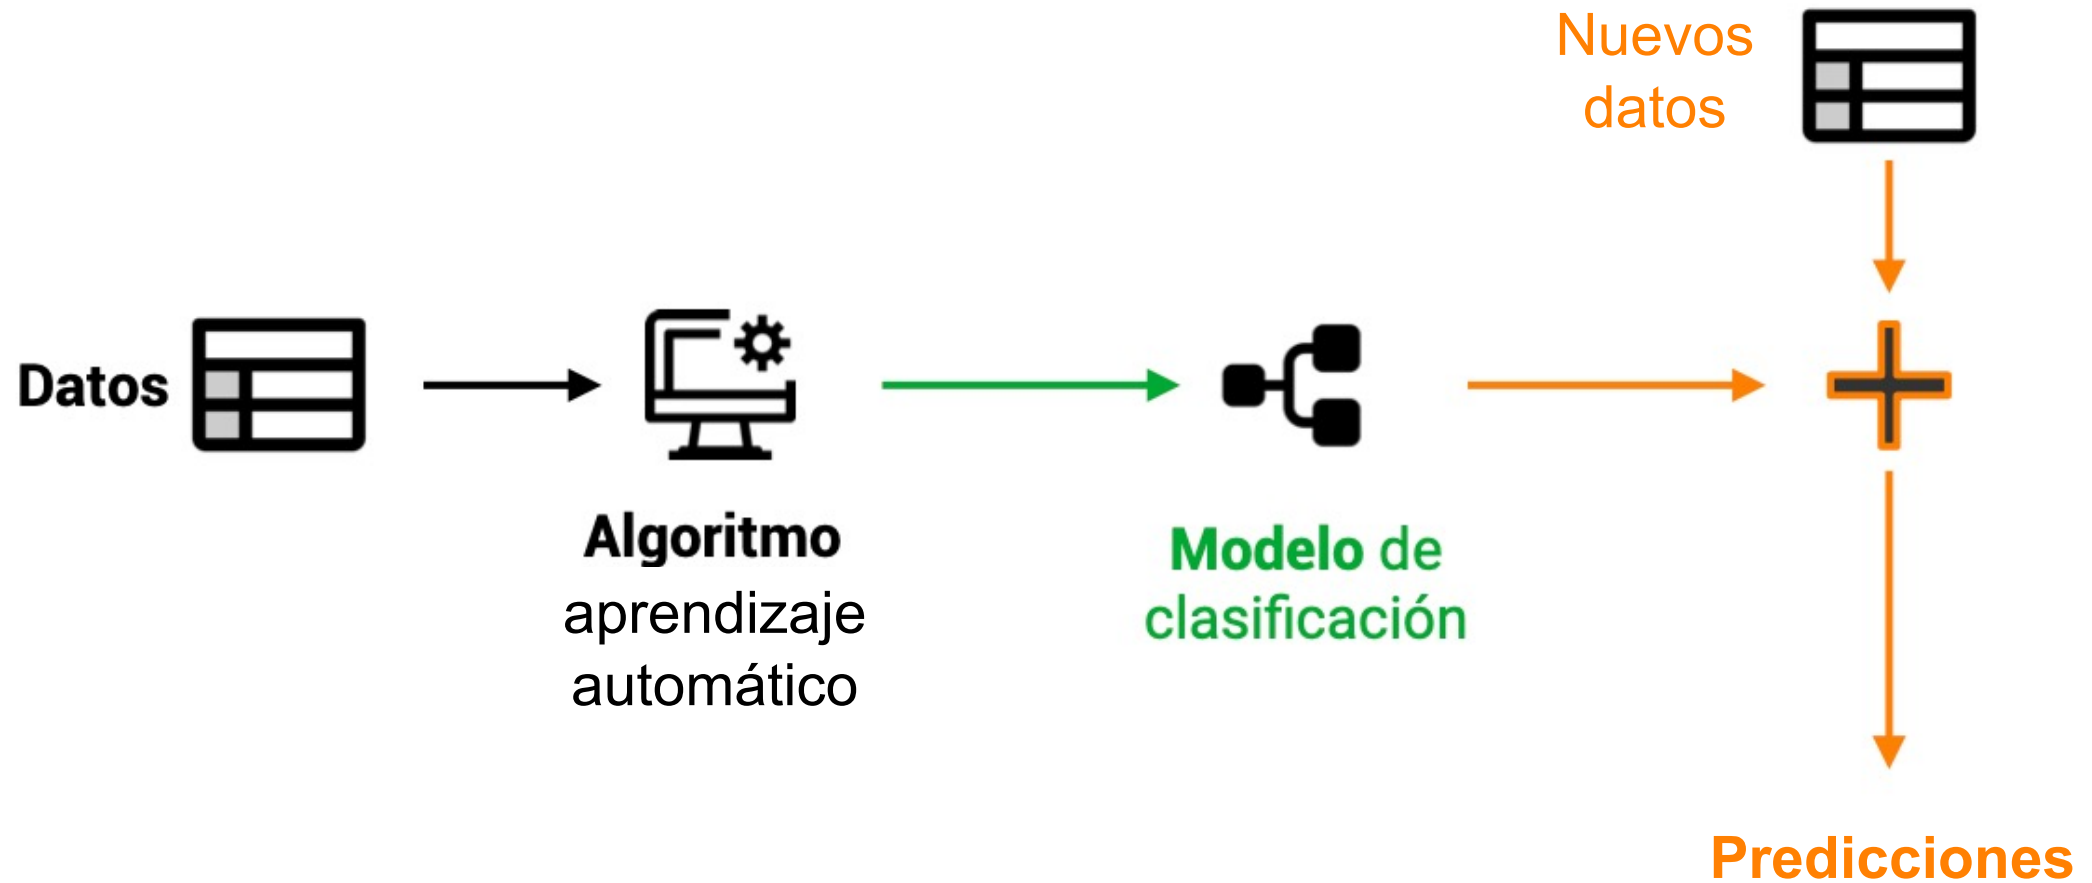 Nuevos
datos
Datos
Algoritmo
aprendizaje
automático
Modelo de
clasificación
Predicciones